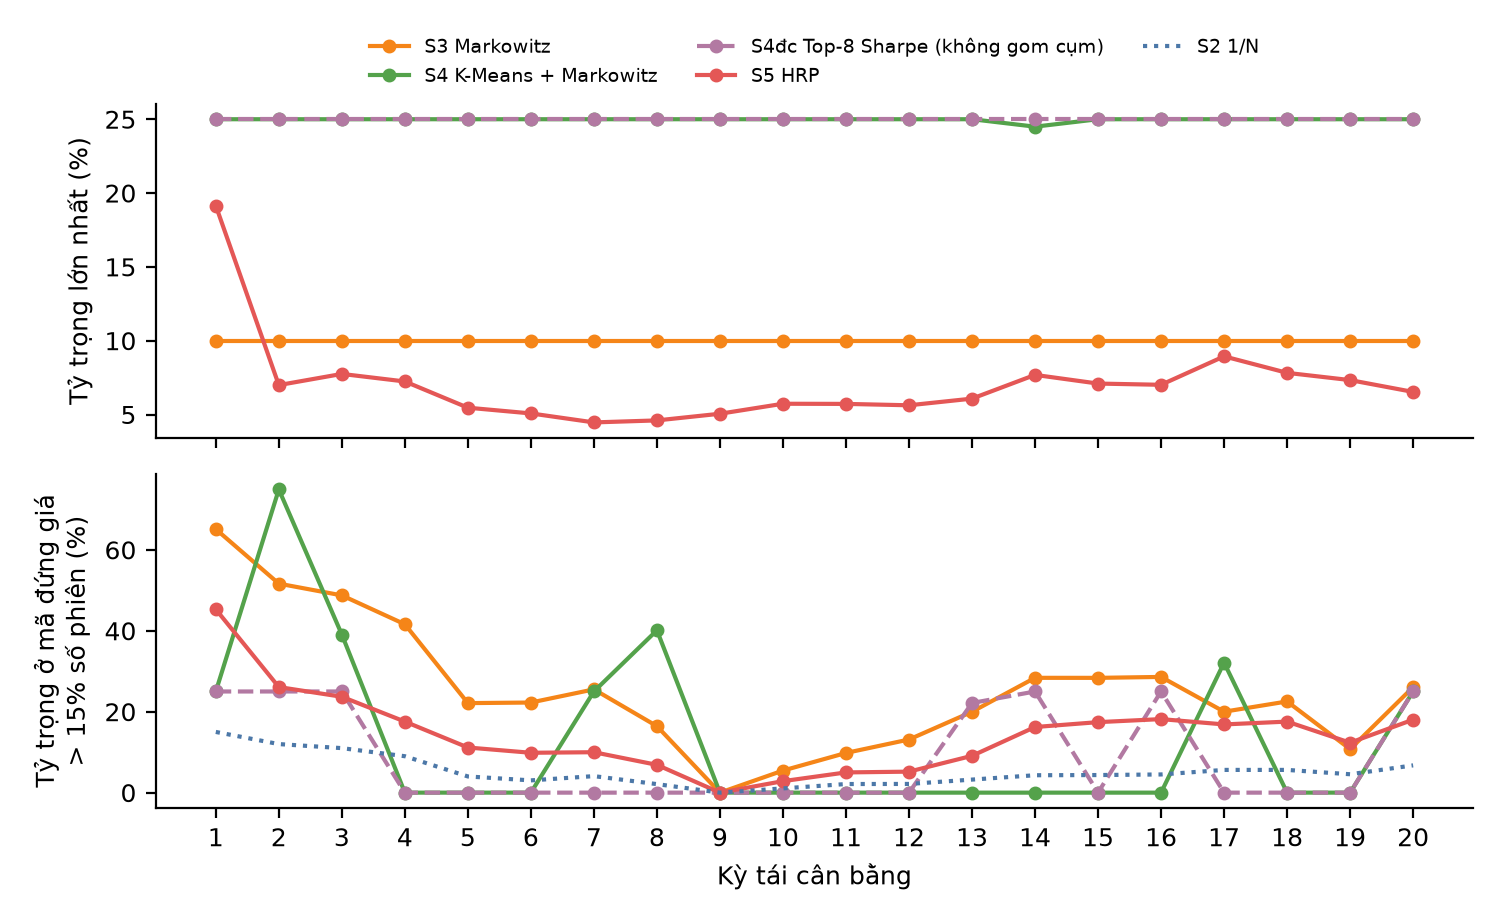 S3 Markowitz
S4 K-Means + Markowitz
S4đc Top-8 Sharpe (không gom cụm)
S5 HRP
S2 1/N
Tỷ trọng lớn nhất (%)
25
20
15
10
5
Tỷ trọng ở mã đứng giá
> 15% số phiên (%)
60
40
20
0
1 2 3 4 5 6 7 8 9 10 11 12 13 14 15 16 17 18 19 20
Kỳ tái cân bằng